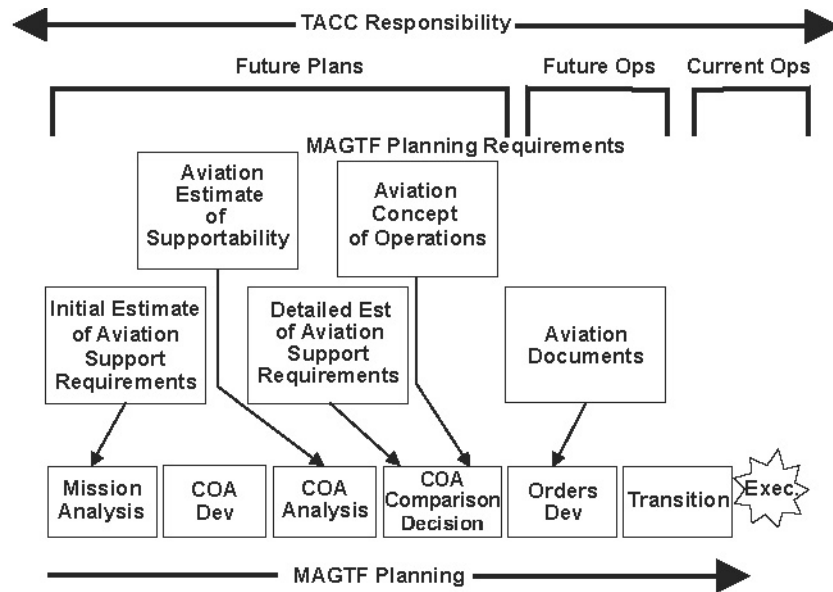 TACC Responsibility
Future Plans
Future Ops
Current Ops
MAGTF Planning Requirements
Aviation
Estimate
of
Supportability
Aviation
Concept
of Operations
Initial Estimate
of Aviation
Support
Requirements
Detailed Est
of Aviation
Support
Requirements
Aviation
Documents
Mission
Analysis
COA
Dev
COA
Analysis
COA
Comparison
Decision
Orders
Dev
Transition
Exec.
MAGTF Planning